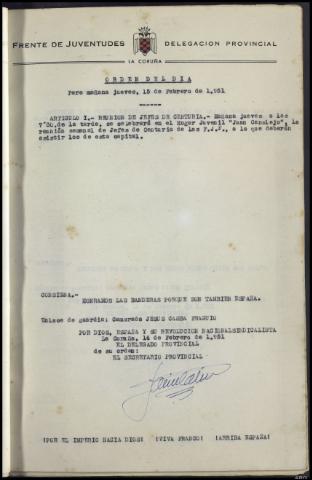 FRENTE DE JUVENTUDES DELEGACION PROVINCIAL
LA CORUÑA
ORDEN DEL DIA
Para mañana jueves, 15 de Febrero de 1,951
ARTICULO I.- REUNION DE JEFES DE CENTURIA.- Mañana jueves a las
7'30, de la tarde, se celebrará en el Hogar Juvenil "Juan Canalejo", la
reunión semanal de Jefes de Centuria de las F.J.F., a la que deberán
asistir los de esta capital.
CONSIGNA.-
HONRAMOS LAS BANDERAS PORQUE SON TAMBIEN ESPAÑA.
Enlace de guardia: Camarada JESUS
POR DIOS, ESPAÑA Y SU REVOLUCION NACIONALSINDICALISTA
La Coruña, 14 de Febrero de 1,951
EL DELEGADO PROVINCIAL
de su orden:
EL SECRETARIO PROVINCIAL
¡POR EL IMPERIO HACIA DIOS! ¡VIVA FRANCO! ¡ARRIBA ESPAÑA!